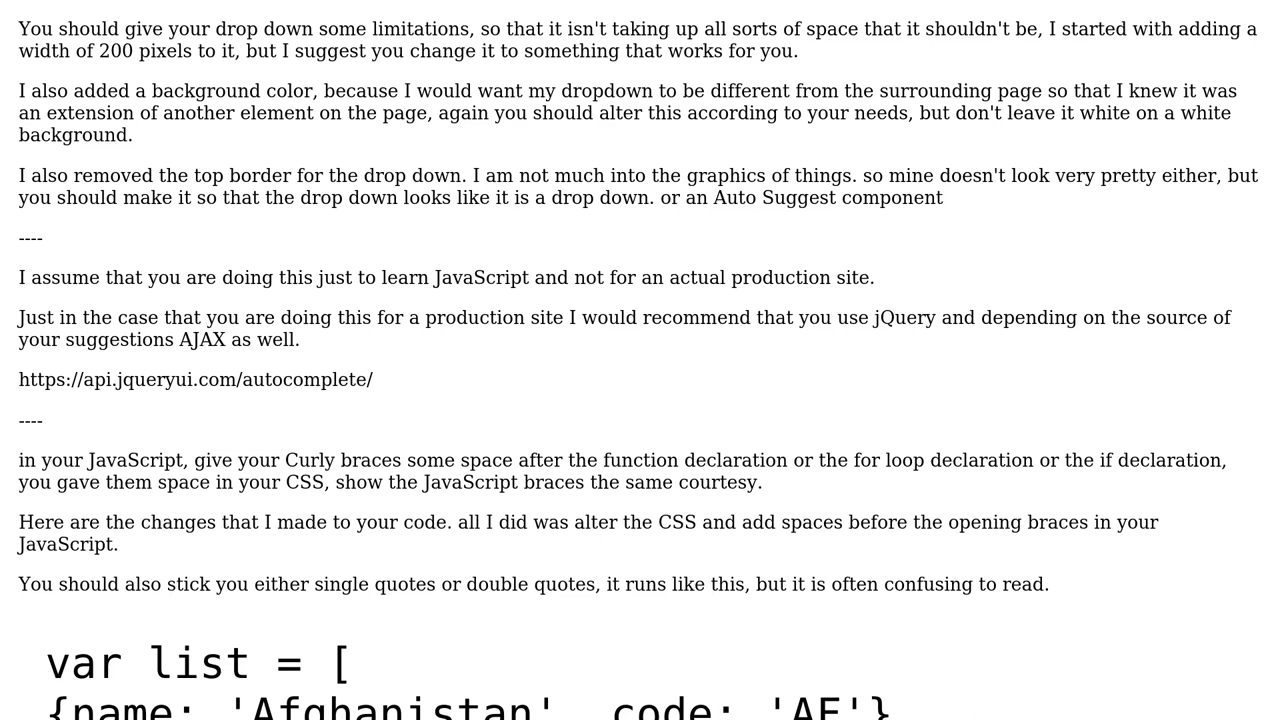 You should give your drop down some limitations, so that it isn't taking up all sorts of space that it shouldn't be, I started with adding a
width of 200 pixels to it, but I suggest you change it to something that works for you.
I also added a background color, because I would want my dropdown to be different from the surrounding page so that I knew it was
an extension of another element on the page, again you should alter this according to your needs, but don't leave it white on a white
background.
I also removed the top border for the drop down. I am not much into the graphics of things. so mine doesn't look very pretty either, but
you should make it so that the drop down looks like it is a drop down. or an Auto Suggest component
----
I assume that you are doing this just to learn JavaScript and not for an actual production site.
Just in the case that you are doing this for a production site I would recommend that you use jQuery and depending on the source of
your suggestions AJAX as well.
https://api.jqueryui.com/autocomplete/
----
in your JavaScript, give your Curly braces some space after the function declaration or the for loop declaration or the if declaration,
you gave them space in your CSS, show the JavaScript braces the same courtesy.
Here are the changes that I made to your code. all I did was alter the CSS and add spaces before the opening braces in your
JavaScript.
You should also stick you either single quotes or double quotes, it runs like this, but it is often confusing to read.
var list = [
{name: 'Afghanistan', code: 'AF'}